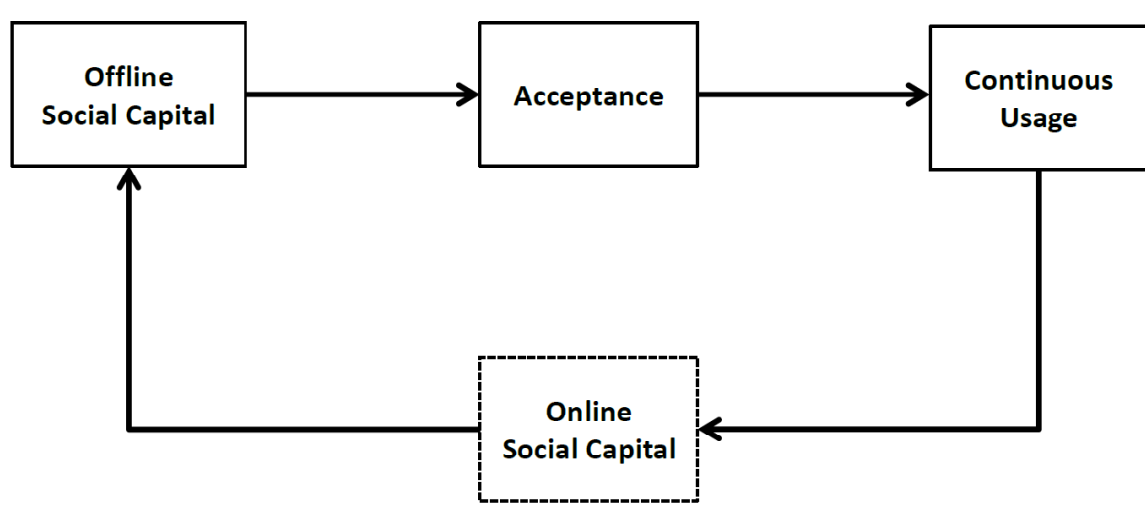 Offline
Social Capital
Acceptance
Continuous
Usage
Online
Social Capital